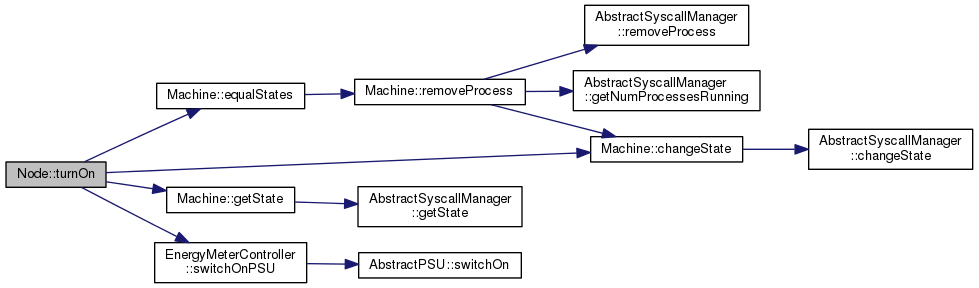 Node::turnOn
Machine::equalStates
Machine::removeProcess
AbstractSyscallManager
::removeProcess
AbstractSyscallManager
::getNumProcessesRunning
Machine::changeState
AbstractSyscallManager
::changeState
Machine::getState
AbstractSyscallManager
::getState
EnergyMeterController
::switchOnPSU
AbstractPSU::switchOn